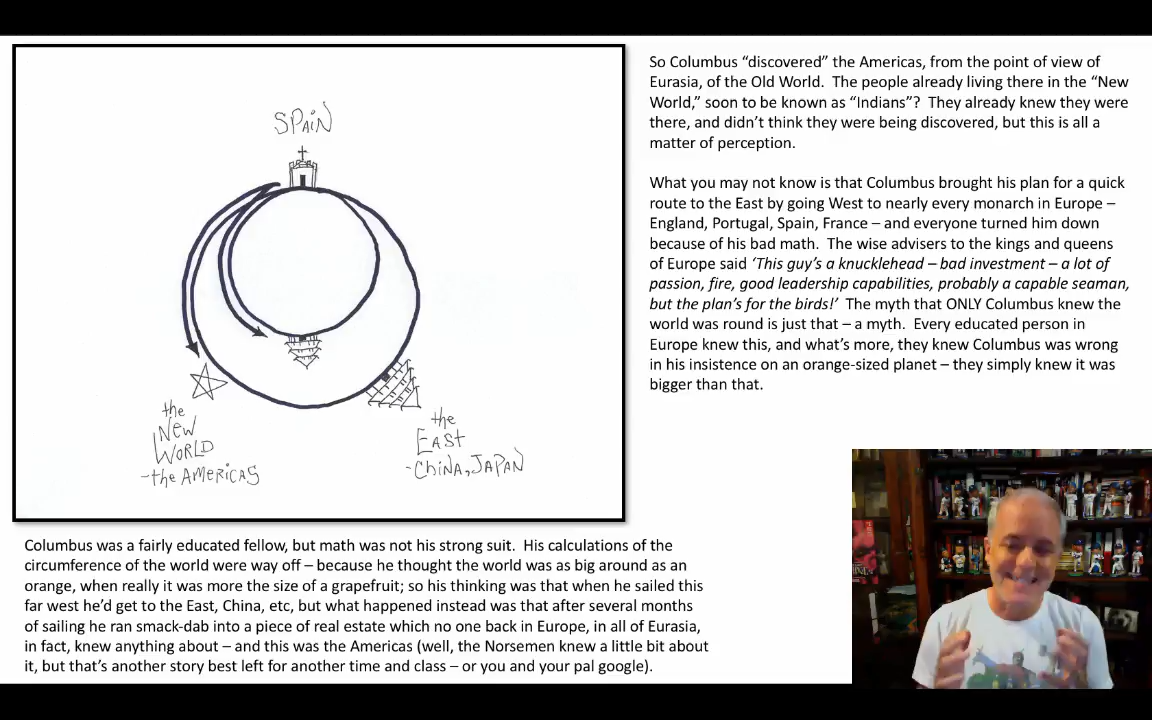 SPAIN
the
NEW
WORLD
-the AMERICAS
the
EAST
-CHINA, JAPAN
So Columbus “discovered” the Americas, from the point of view of
Eurasia, of the Old World.  The people already living there in the “New
World,” soon to be known as “Indians”?  They already knew they were
there, and didn’t think they were being discovered, but this is all a
matter of perception.
What you may not know is that Columbus brought his plan for a quick
route to the East by going West to nearly every monarch in Europe –
England, Portugal, Spain, France – and everyone turned him down
because of his bad math.  The wise advisers to the kings and queens
of Europe said ‘This guy’s a knucklehead – bad investment – a lot of
passion, fire, good leadership capabilities, probably a capable seaman,
but the plan’s for the birds!’  The myth that ONLY Columbus knew the
world was round is just that – a myth.  Every educated person in
Europe knew this, and what’s more, they knew Columbus was wrong
in his insistence on an orange-sized planet – they simply knew it was
bigger than that.
Columbus was a fairly educated fellow, but math was not his strong suit.  His calculations of the
circumference of the world were way off – because he thought the world was as big around as an
orange, when really it was more the size of a grapefruit; so his thinking was that when he sailed this
far west he’d get to the East, China, etc, but what happened instead was that after several months
of sailing he ran smack-dab into a piece of real estate which no one back in Europe, in all of Eurasia,
in fact, knew anything about – and this was the Americas (well, the Norsemen knew a little bit about
it, but that’s another story best left for another time and class – or you and your pal google).